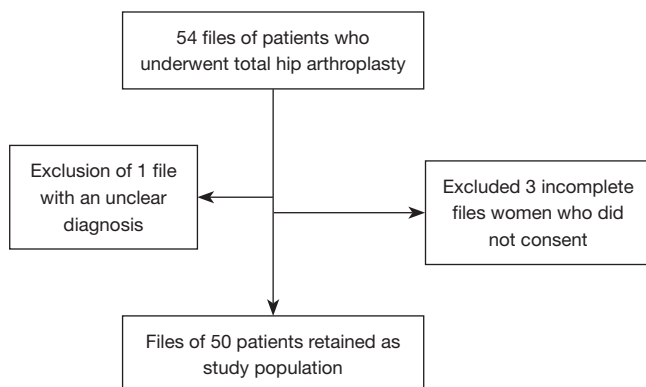 54 files of patients who
underwent total hip arthroplasty
Exclusion of 1 file
with an unclear
diagnosis
Excluded 3 incomplete
files women who did
not consent
Files of 50 patients retained as
study population